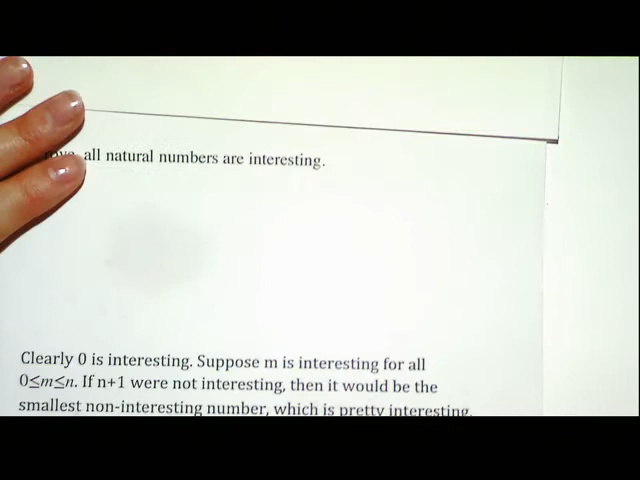 all natural numbers are interesting.
Clearly 0 is interesting. Suppose m is interesting for all
0≤m≤n. If n+1 were not interesting, then it would be the
smallest non-interesting number, which is pretty interesting.